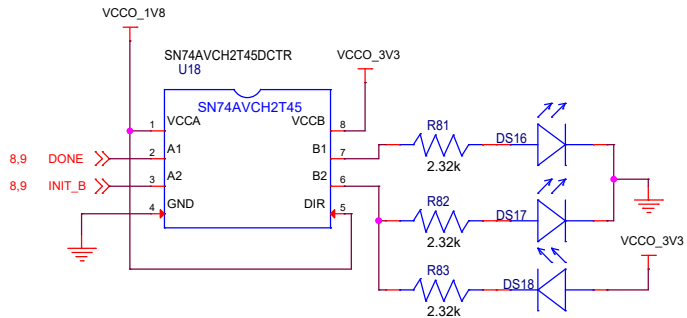 VCCO_1V8
SN74AVCH2T45DCTR
U18
VCCO_3V3
SN74AVCH2T45
1 VCCA VCCB 8
8,9 DONE 2 A1 B1 7
8,9 INIT_B 3 A2 B2 6
4 GND DIR 5
R81 DS16
2.32k
R82 DS17
2.32k
VCCO_3V3
R83 DS18
2.32k